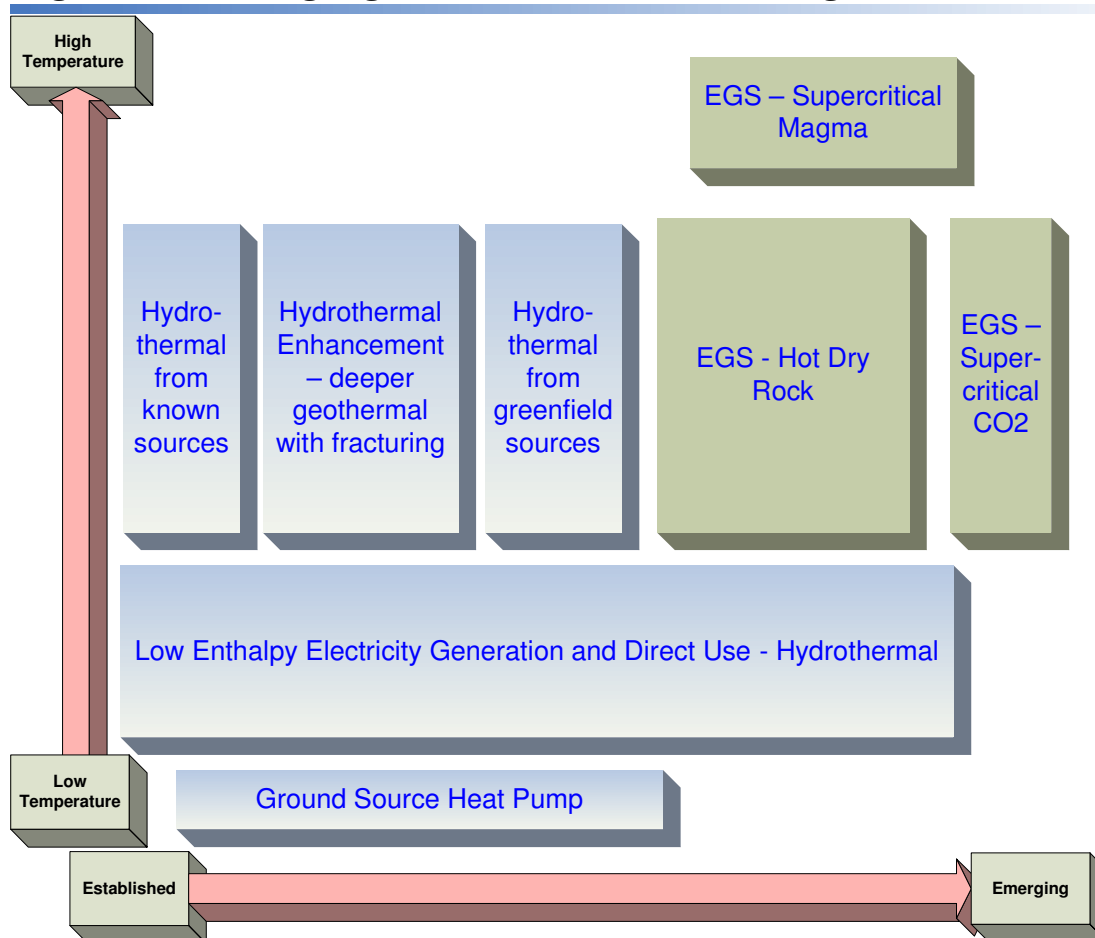 High
Temperature
EGS – Supercritical
Magma
Hydro-
thermal
from
known
sources
Hydrothermal
Enhancement
– deeper
geothermal
with fracturing
Hydro-
thermal
from
greenfield
sources
EGS - Hot Dry
Rock
EGS –
Super-
critical
CO2
Low Enthalpy Electricity Generation and Direct Use - Hydrothermal
Low
Temperature
Ground Source Heat Pump
Established
Emerging